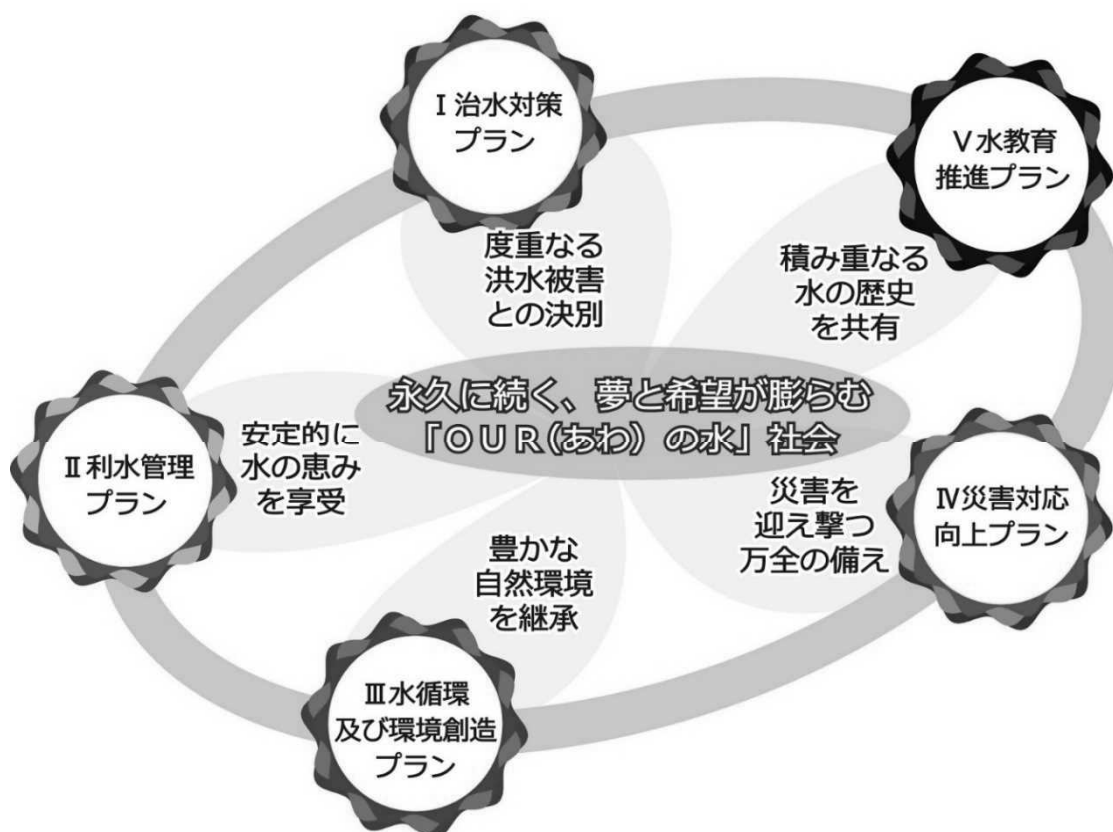 Ⅰ治水対策
プラン
度重なる
洪水被害
との決別
Ⅴ水教育
推進プラン
積み重なる
水の歴史
を共有
永久に続く、夢と希望が膨らむ
「OUR(あわ)の水」社会
Ⅱ利水管理
プラン
安定的に
水の恵み
を享受
Ⅳ災害対応
向上プラン
災害を
迎え撃つ
万全の備え
豊かな
自然環境
を継承
Ⅲ水循環
及び環境創造
プラン